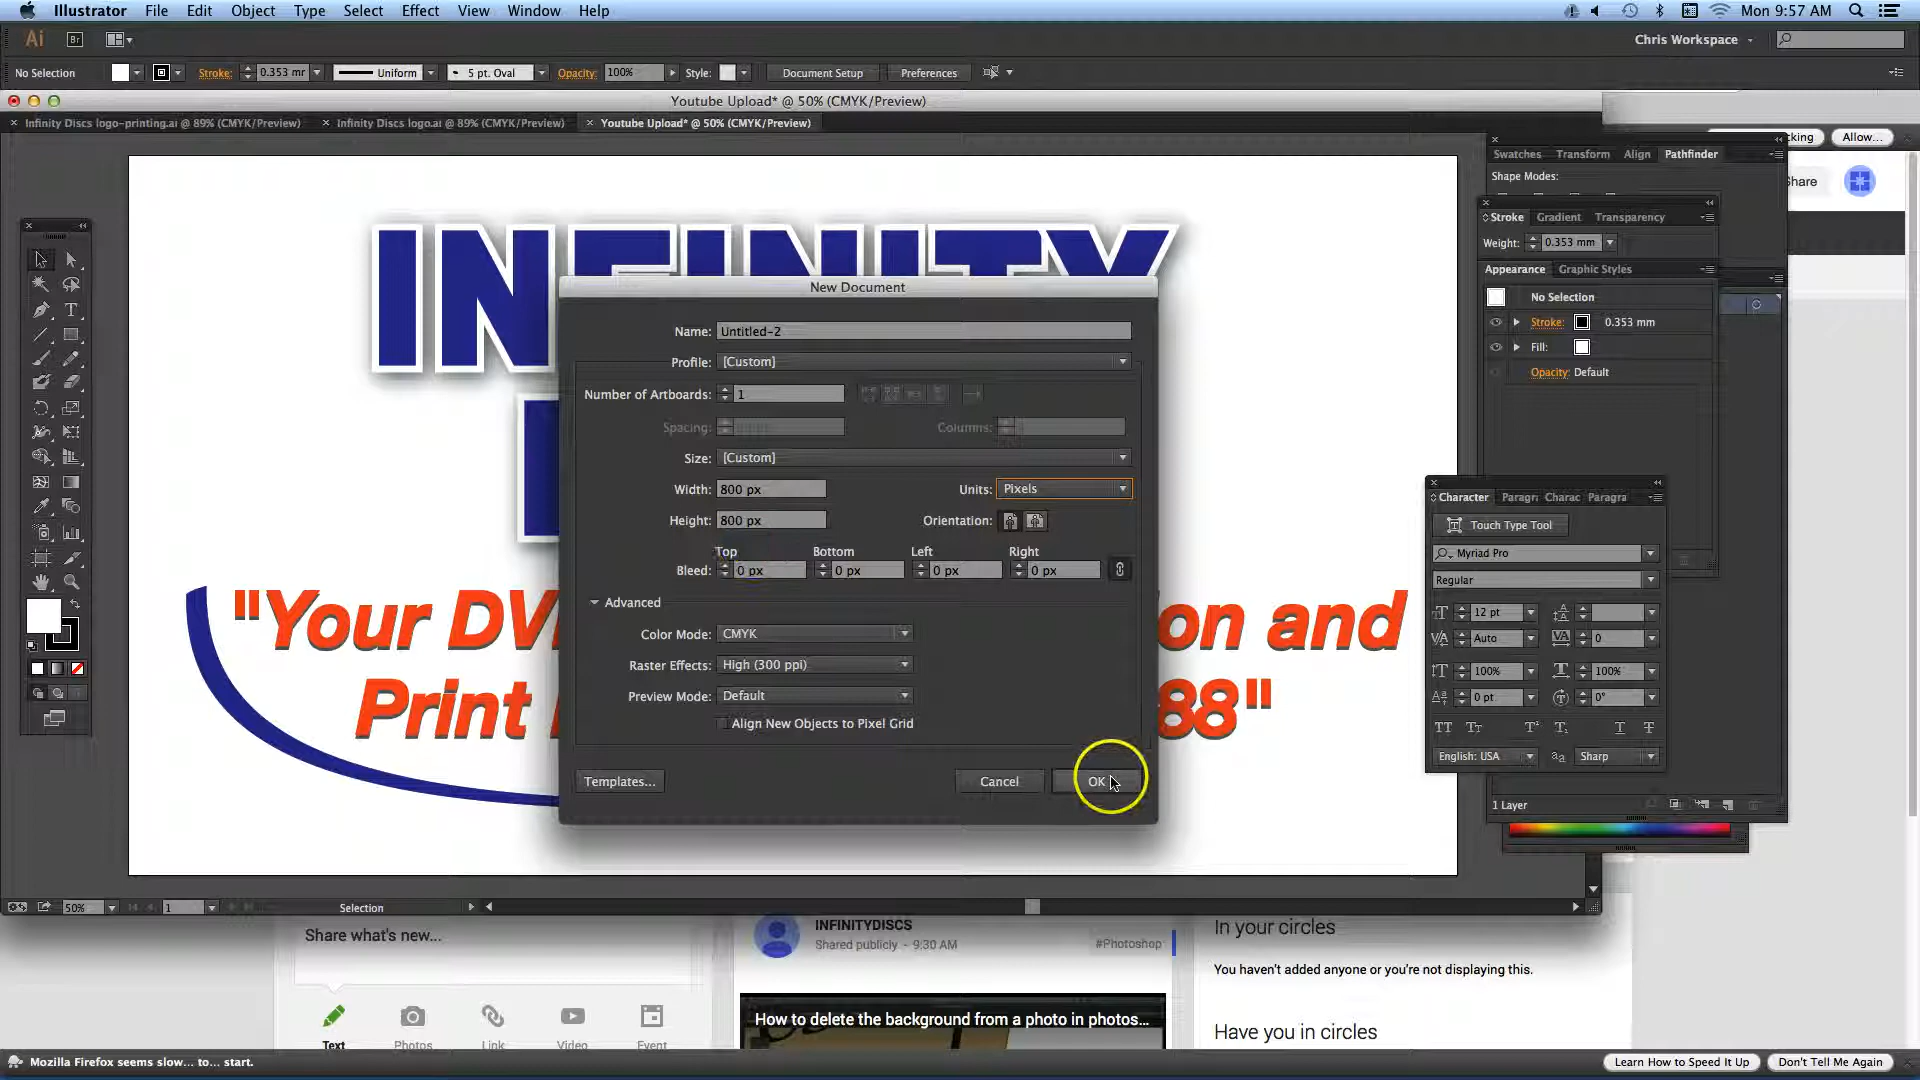 Illustrator File Edit Object Type Select Effect View Window Help
Mon 9:57 AM
Ai Br
Chris Workspace
No Selection
Stroke: 0.353 mr
Uniform
5 pt. Oval
Opacity: 100%
Style:
Document Setup
Preferences
Youtube Upload* @ 50% (CMYK/Preview)
Infinity Discs logo-printing.ai @ 89% (CMYK/Preview)
Infinity Discs logo.ai @ 89% (CMYK/Preview)
Youtube Upload* @ 50% (CMYK/Preview)
cking
Allow...
Swatches Transform Align Pathfinder
Shape Modes:
Share
Stroke Gradient Transparency
Weight: 0.353 mm
Appearance Graphic Styles
No Selection
Stroke: 0.353 mm
Fill:
Opacity: Default
INFINITY
New Document
Name: Untitled-2
Profile: [Custom]
Number of Artboards: 1
Spacing:
Columns:
Size: [Custom]
Width: 800 px
Units: Pixels
Height: 800 px
Orientation:
Top Bottom Left Right
Bleed: 0 px 0 px 0 px 0 px
Advanced
Color Mode: CMYK
Raster Effects: High (300 ppi)
Preview Mode: Default
Align New Objects to Pixel Grid
Templates...
Cancel
OK
"Your DV
on and
Print
88"
Character Paragr Charac Paragra
Touch Type Tool
Myriad Pro
Regular
12 pt
Auto
0
100%
100%
0 pt
0°
English: USA
Sharp
1 Layer
50%
1
Selection
Share what's new...
Text Photos Link Video Event
INFINITYDISCS
Shared publicly - 9:30 AM
#Photoshop
How to delete the background from a photo in photos...
In your circles
You haven't added anyone or you're not displaying this.
Have you in circles
Mozilla Firefox seems slow... to... start.
Learn How to Speed It Up
Don't Tell Me Again